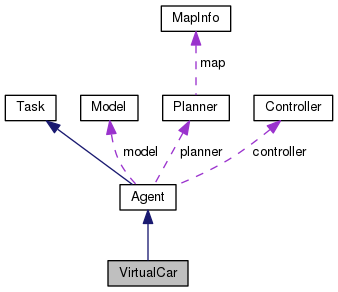 MapInfo
map
Task
Model
Planner
Controller
model
planner
controller
Agent
VirtualCar